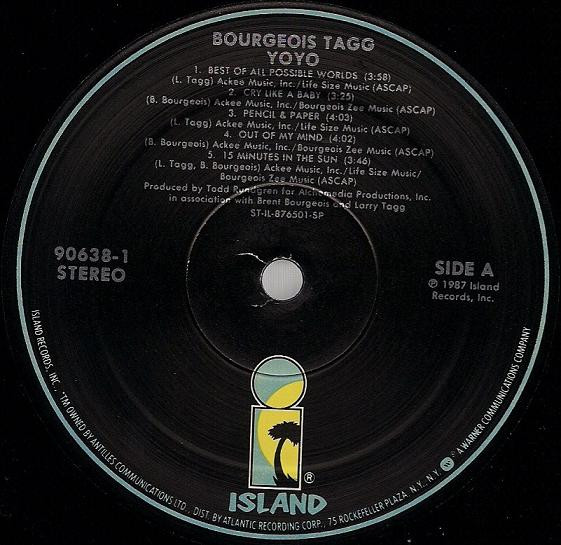 BOURGEOIS TAGG
YOYO
1. BEST OF ALL POSSIBLE WORLDS (3:58)
(L. Tagg) Ackee Music, Inc./Life Size Music (ASCAP)
2. CRY LIKE A BABY (3:25)
(B. Bourgeois) Ackee Music, Inc./Bourgeois Zee Music (ASCAP)
3. PENCIL & PAPER (4:03)
(L. Tagg) Ackee Music, Inc./Life Size Music (ASCAP)
4. OUT OF MY MIND (4:02)
(B. Bourgeois) Ackee Music, Inc./Bourgeois Zee Music (ASCAP)
5. 15 MINUTES IN THE SUN (3:46)
(L. Tagg, B. Bourgeois) Ackee Music, Inc./Life Size Music/
Bourgeois Zee Music (ASCAP)
Produced by Todd Rundgren for Alchemedia Productions, Inc.
in association with Brent Bourgeois and Larry Tagg
ST-IL-876501-SP
90638-1
STEREO
SIDE A
℗ 1987 Island
Records, Inc.
®
ISLAND
ISLAND RECORDS, INC. · *TM OWNED BY ANTILLES COMMUNICATIONS LTD., DIST. BY ATLANTIC RECORDING CORP., 75 ROCKEFELLER PLAZA, N.Y., N.Y. A WARNER COMMUNICATIONS COMPANY